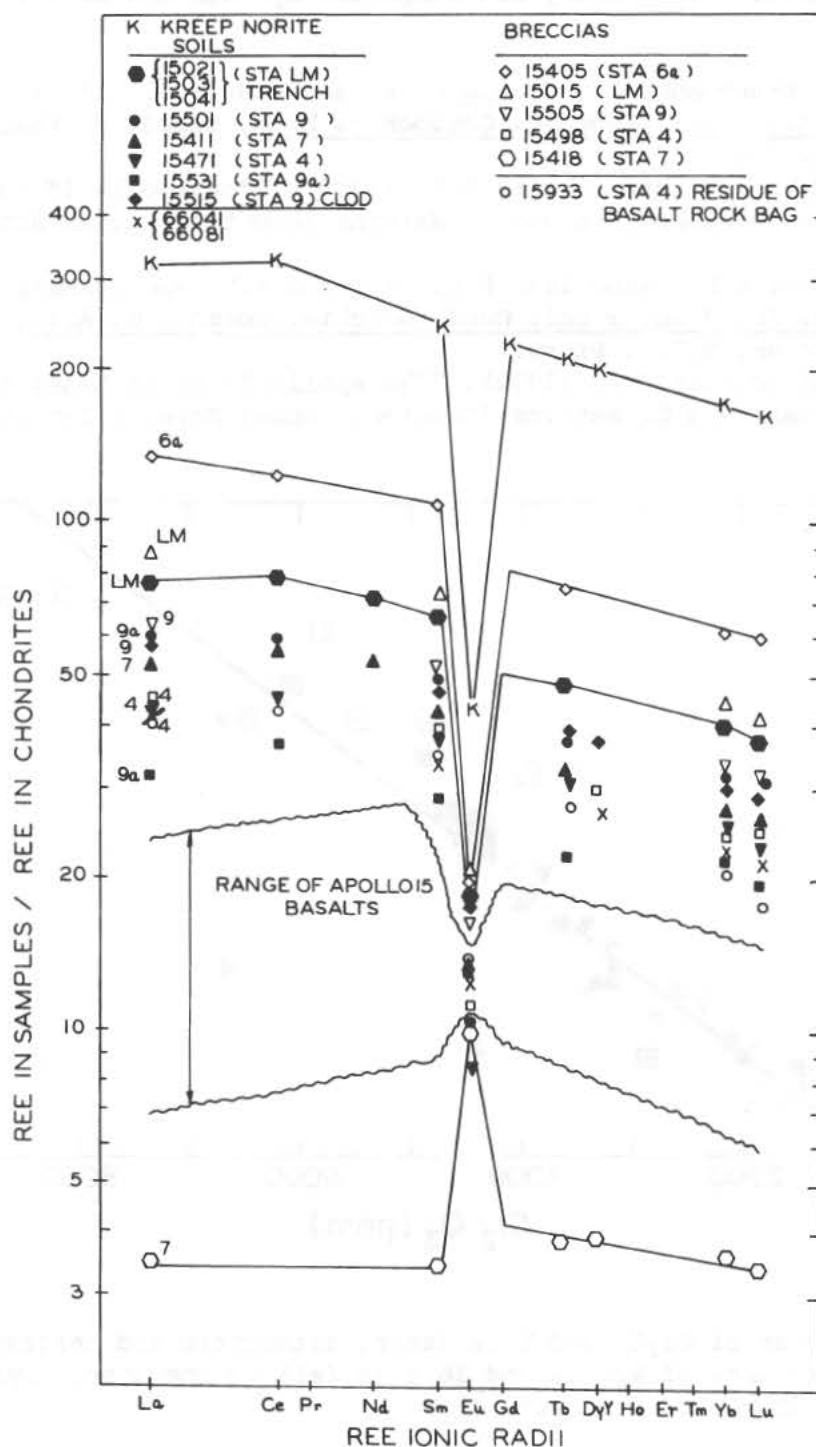 K KREEP NORITE
SOILS
{15021 (STA LM)
{15031} TRENCH
{15041
15501 (STA 9 )
15411 (STA 7)
15471 (STA 4)
15531 (STA 9a)
15515 (STA 9) CLOD
x {66041
{66081
BRECCIAS
15405 (STA 6a)
15015 (LM)
15505 (STA 9)
15498 (STA 4)
15418 (STA 7)
15933 (STA 4) RESIDUE OF
BASALT ROCK BAG
REE IN SAMPLES / REE IN CHONDRITES
400
300
200
100
50
40
30
20
10
5
3
K K K K K K K K K
6a
LM
LM
9a 9
9
7
4
4
4
9a
RANGE OF APOLLO 15
BASALTS
7
La Ce Pr Nd Sm Eu Gd Tb Dy Y Ho Er Tm Yb Lu
REE IONIC RADII